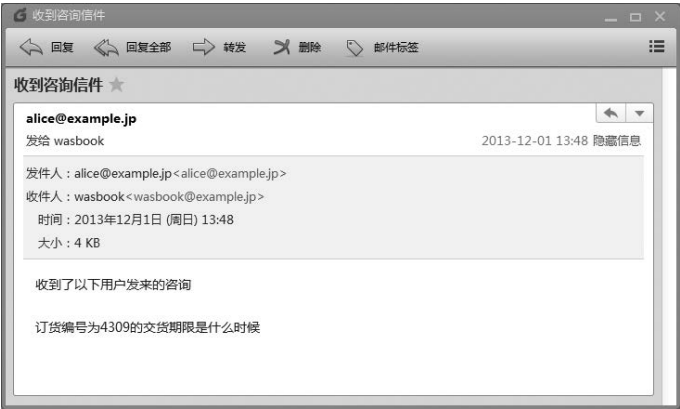 收到咨询信件
回复 回复全部 转发 删除 邮件标签
收到咨询信件
alice@example.jp
发给 wasbook 2013-12-01 13:48 隐藏信息
发件人：alice@example.jp<alice@example.jp>
收件人：wasbook<wasbook@example.jp>
时间：2013年12月1日 (周日) 13:48
大小：4 KB
收到了以下用户发来的咨询
订货编号为4309的交货期限是什么时候